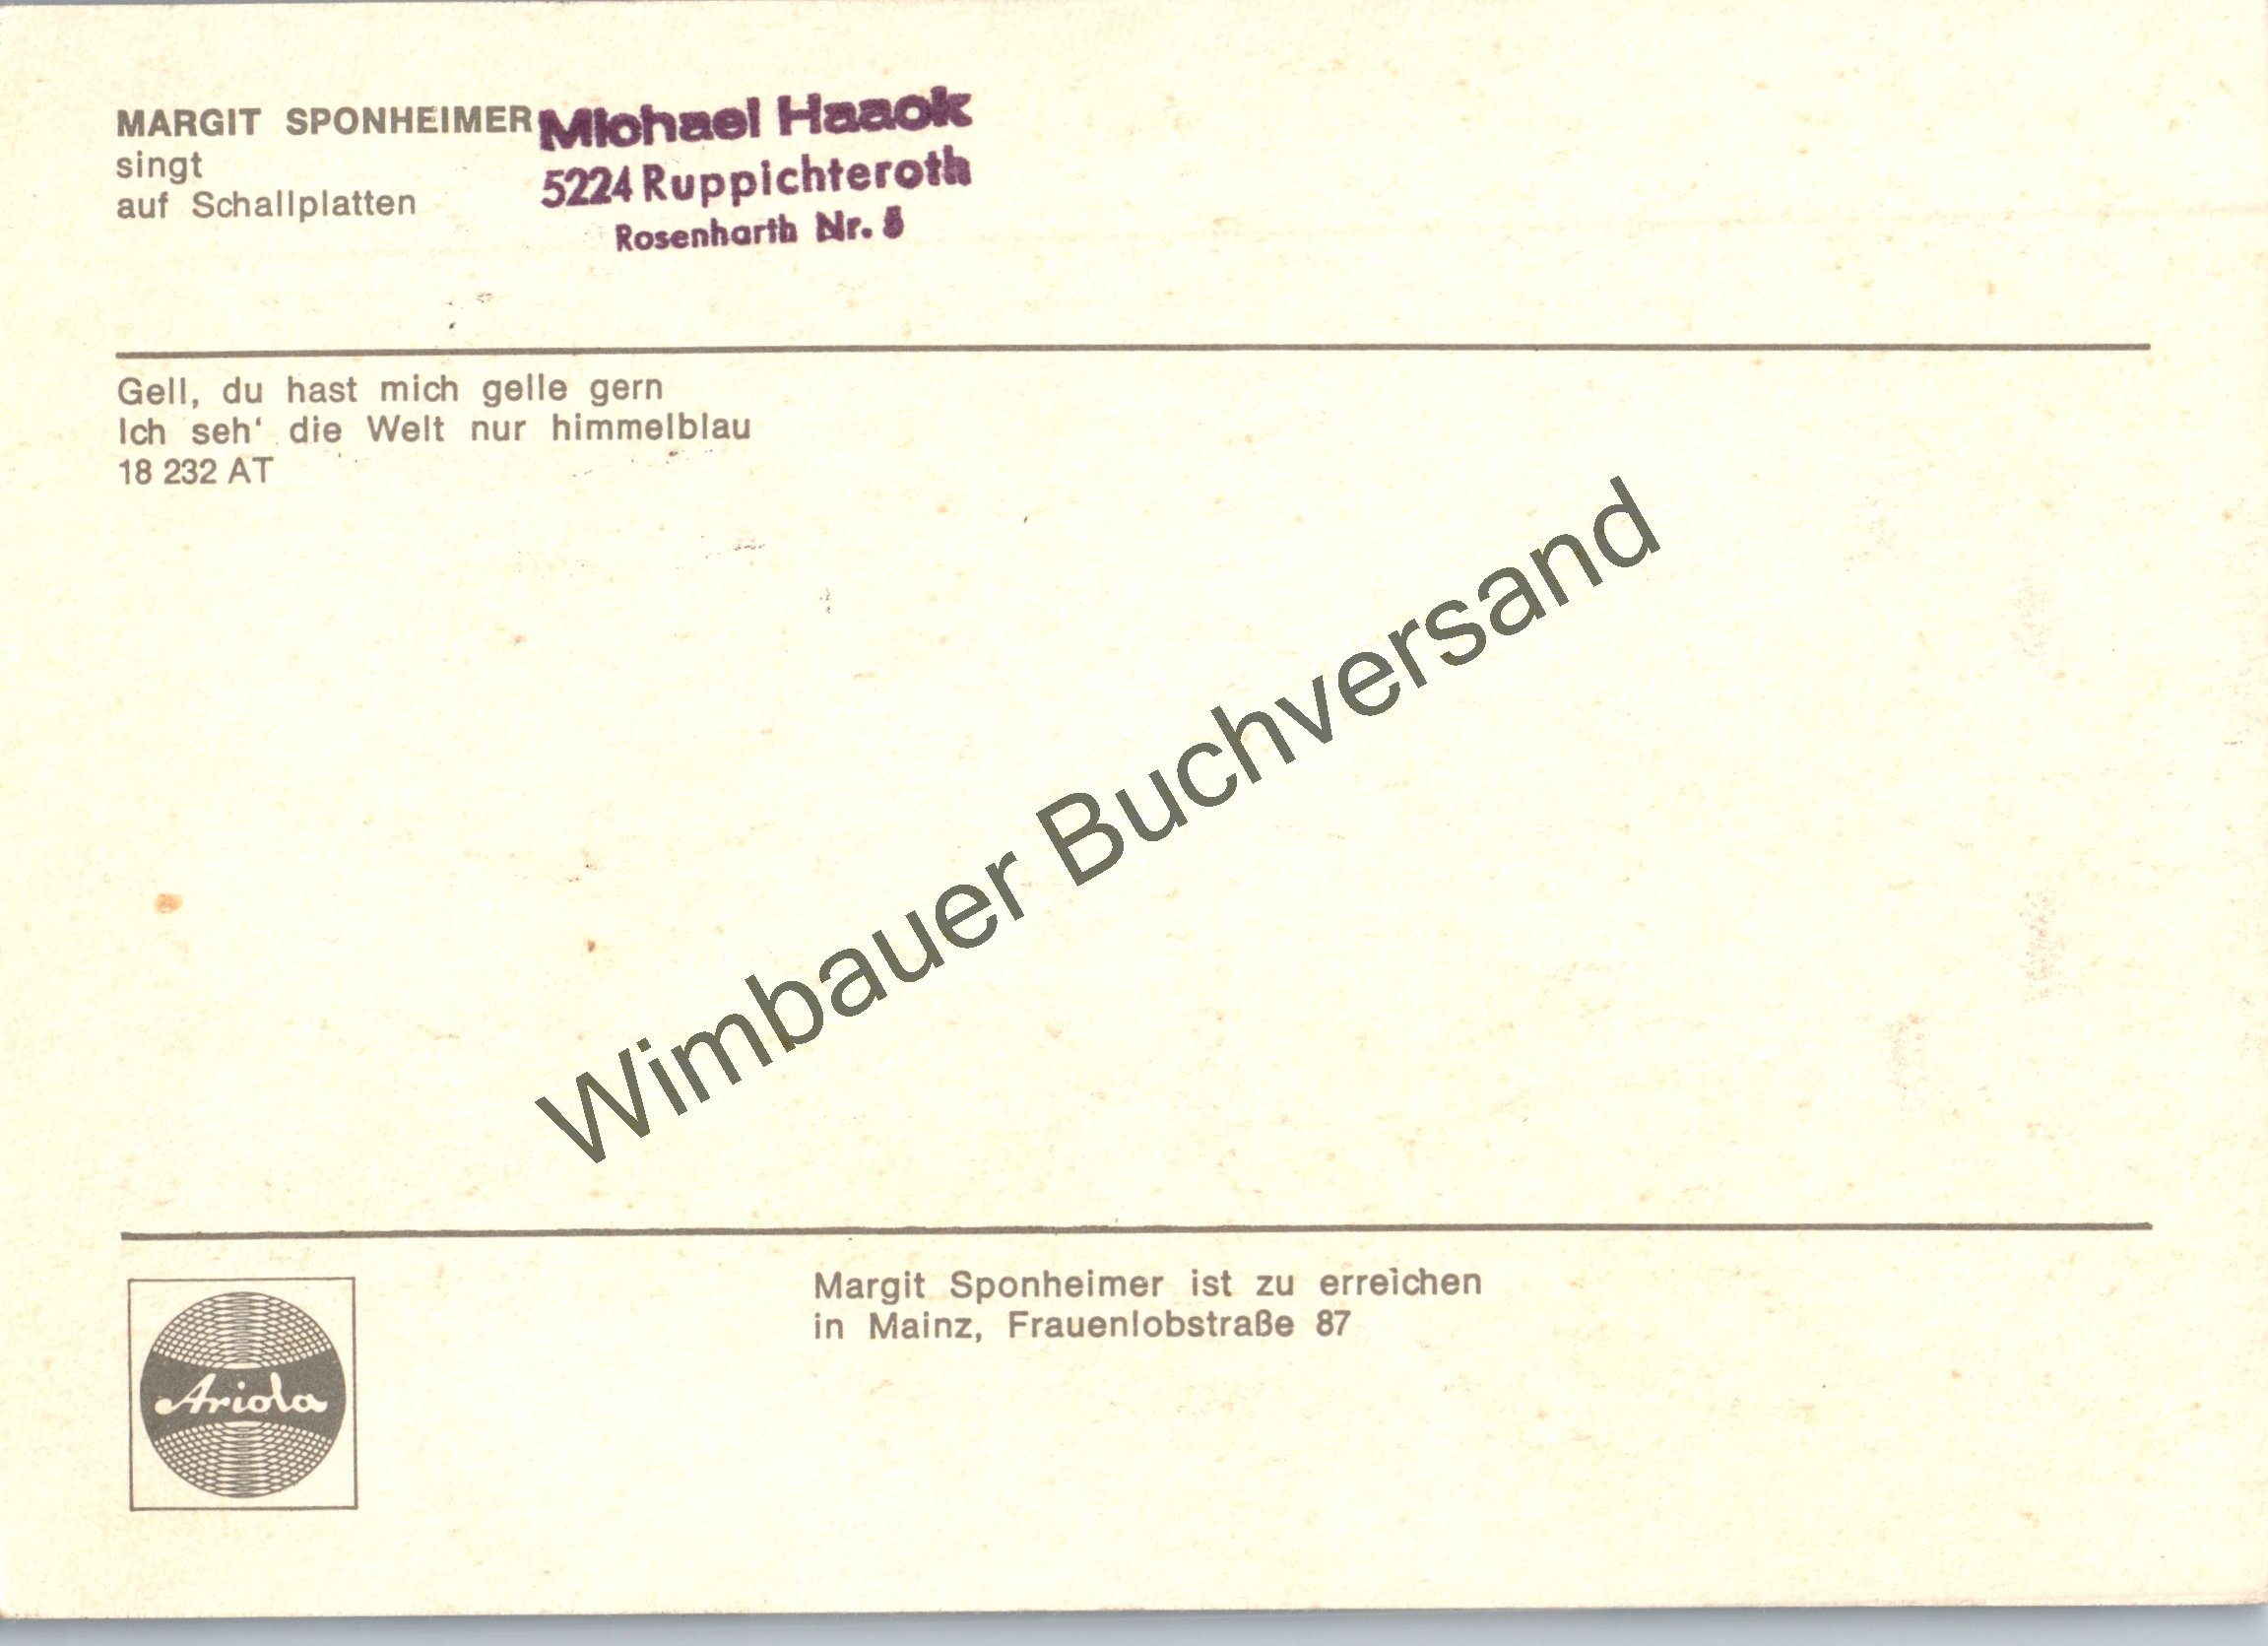 MARGIT SPONHEIMER
singt
auf Schallplatten
Michael Haack
5224 Ruppichteroth
Rosenharth Nr.
Gell, du hast mich gelle gern
Ich seh‘ die Welt nur himmelblau
18 232 AT
Wimbauer Buchversand
Margit Sponheimer ist zu erreichen
in Mainz, Frauenlobstraße 87
Ariola